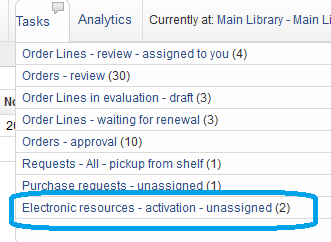 Tasks Analytics Currently at: Main Library - Main
Order Lines - review - assigned to you (4)
Orders - review (30)
Order Lines in evaluation - draft (3)
Order Lines - waiting for renewal (3)
Orders - approval (10)
Requests - All - pickup from shelf (1)
Purchase requests - unassigned (1)
Electronic resources - activation - unassigned (2)